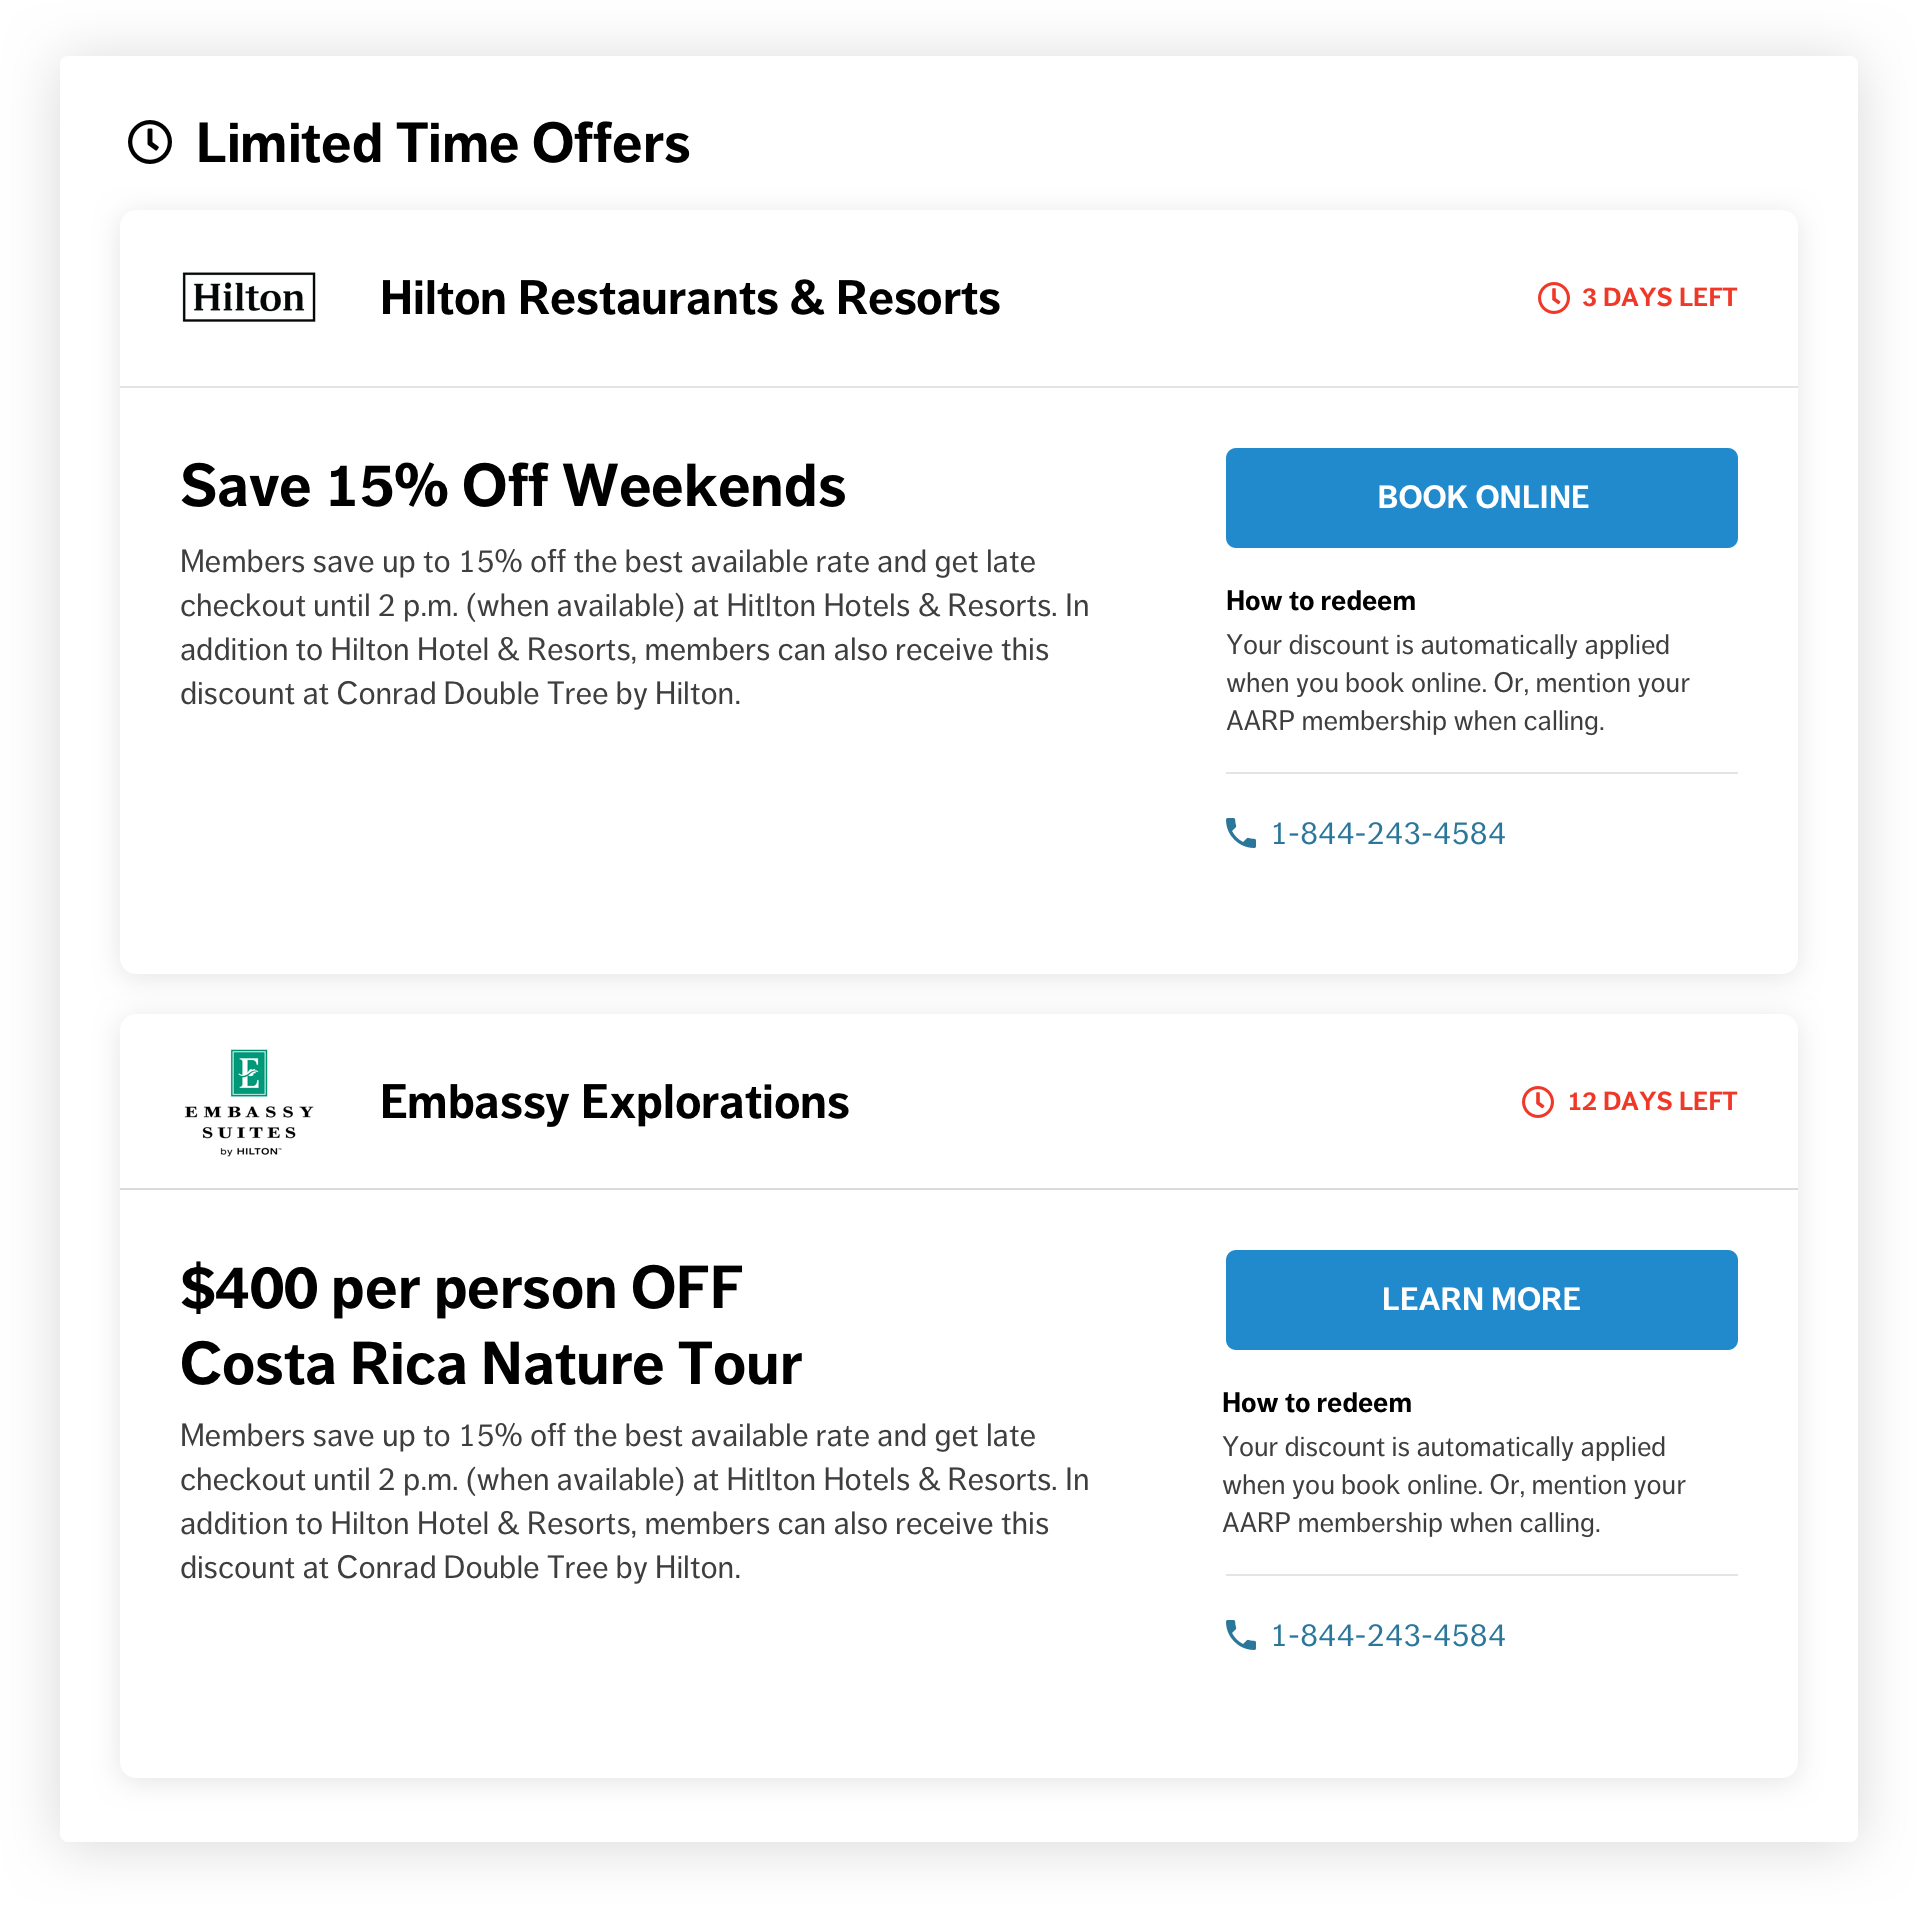 Limited Time Offers
Hilton
Hilton Restaurants & Resorts
3 DAYS LEFT
Save 15% Off Weekends
Members save up to 15% off the best available rate and get late
checkout until 2 p.m. (when available) at Hitlton Hotels & Resorts. In
addition to Hilton Hotel & Resorts, members can also receive this
discount at Conrad Double Tree by Hilton.
BOOK ONLINE
How to redeem
Your discount is automatically applied
when you book online. Or, mention your
AARP membership when calling.
1-844-243-4584
E
EMBASSY
SUITES
by HILTON™
Embassy Explorations
12 DAYS LEFT
$400 per person OFF
Costa Rica Nature Tour
Members save up to 15% off the best available rate and get late
checkout until 2 p.m. (when available) at Hitlton Hotels & Resorts. In
addition to Hilton Hotel & Resorts, members can also receive this
discount at Conrad Double Tree by Hilton.
LEARN MORE
How to redeem
Your discount is automatically applied
when you book online. Or, mention your
AARP membership when calling.
1-844-243-4584